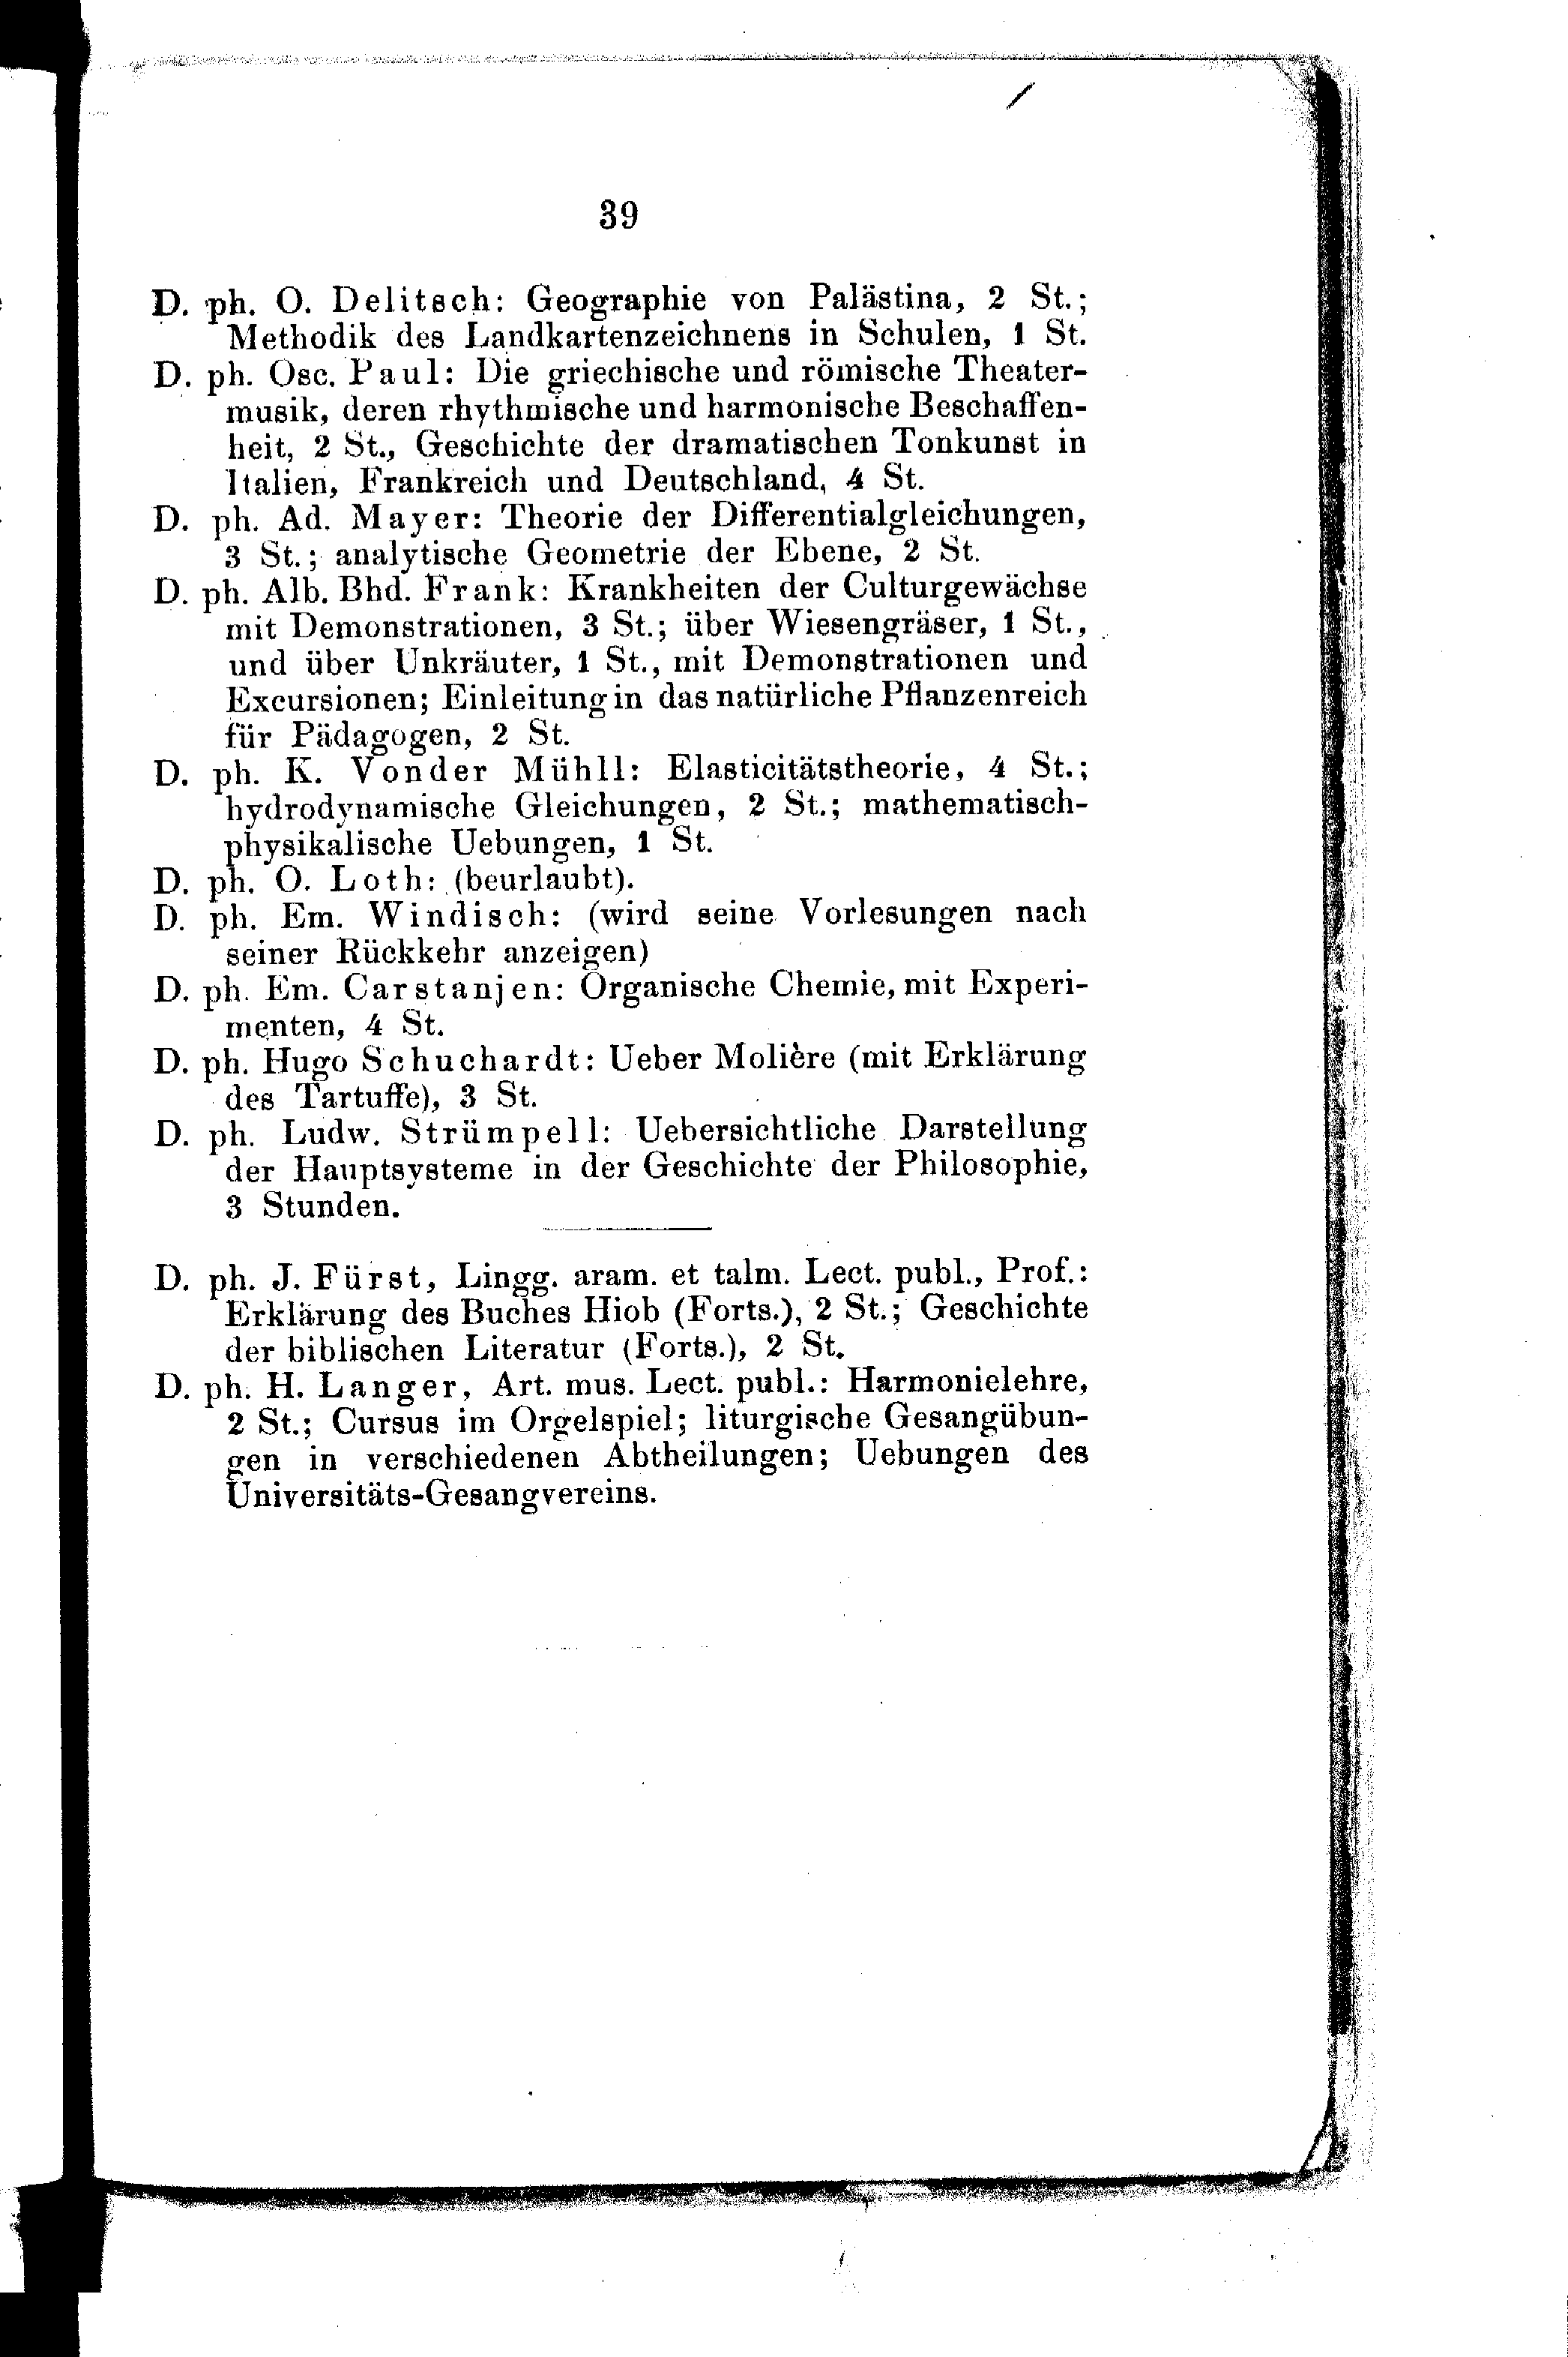 39
D. ph. O. Delitsch: Geographie von Palästina, 2 St.;
Methodik des Landkartenzeichnens in Schulen, 1 St.
D. ph. Osc. Paul: Die griechische und römische Theater-
musik, deren rhythmische und harmonische Beschaffen-
heit, 2 St., Geschichte der dramatischen Tonkunst in
Italien, Frankreich und Deutschland, 4 St.
D. ph. Ad. Mayer: Theorie der Differentialgleichungen,
3 St.; analytische Geometrie der Ebene, 2 St.
D. ph. Alb. Bhd. Frank: Krankheiten der Culturgewächse
mit Demonstrationen, 3 St.; über Wiesengräser, 1 St.,
und über Unkräuter, 1 St., mit Demonstrationen und
Excursionen; Einleitung in das natürliche Pflanzenreich
für Pädagogen, 2 St.
D. ph. K. Vonder Mühll: Elasticitätstheorie, 4 St.;
hydrodynamische Gleichungen, 2 St.; mathematisch-
physikalische Uebungen, 1 St.
D. ph. O. Loth: (beurlaubt).
D. ph. Em. Windisch: (wird seine Vorlesungen nach
seiner Rückkehr anzeigen)
D. ph. Em. Carstanjen: Organische Chemie, mit Experi-
menten, 4 St.
D. ph. Hugo Schuchardt: Ueber Molière (mit Erklärung
des Tartuffe), 3 St.
D. ph. Ludw. Strümpell: Uebersichtliche Darstellung
der Hauptsysteme in der Geschichte der Philosophie,
3 Stunden.
D. ph. J. Fürst, Lingg. aram. et talm. Lect. publ., Prof.:
Erklärung des Buches Hiob (Forts.), 2 St.; Geschichte
der biblischen Literatur (Forts.), 2 St.
D. ph. H. Langer, Art. mus. Lect. publ.: Harmonielehre,
2 St.; Cursus im Orgelspiel; liturgische Gesangübun-
gen in verschiedenen Abtheilungen; Uebungen des
Universitäts-Gesangvereins.